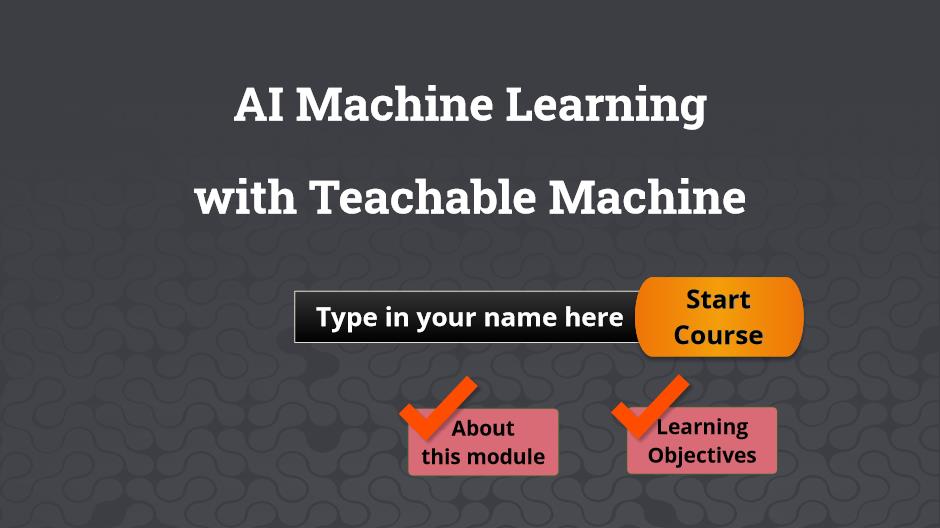 AI Machine Learning
with Teachable Machine
Type in your name here
Start
Course
About
this module
Learning
Objectives